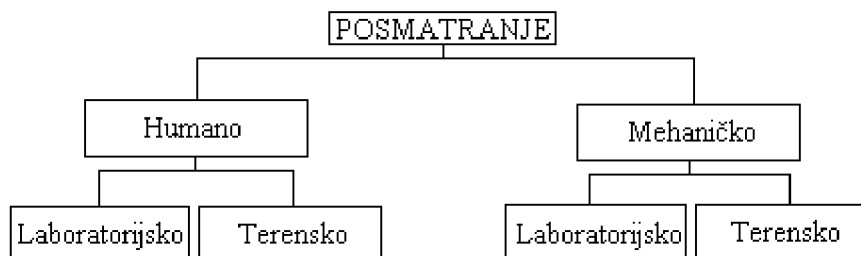 POSMATRANJE
Humano
Mehaničko
Laboratorijsko
Terensko
Laboratorijsko
Terensko